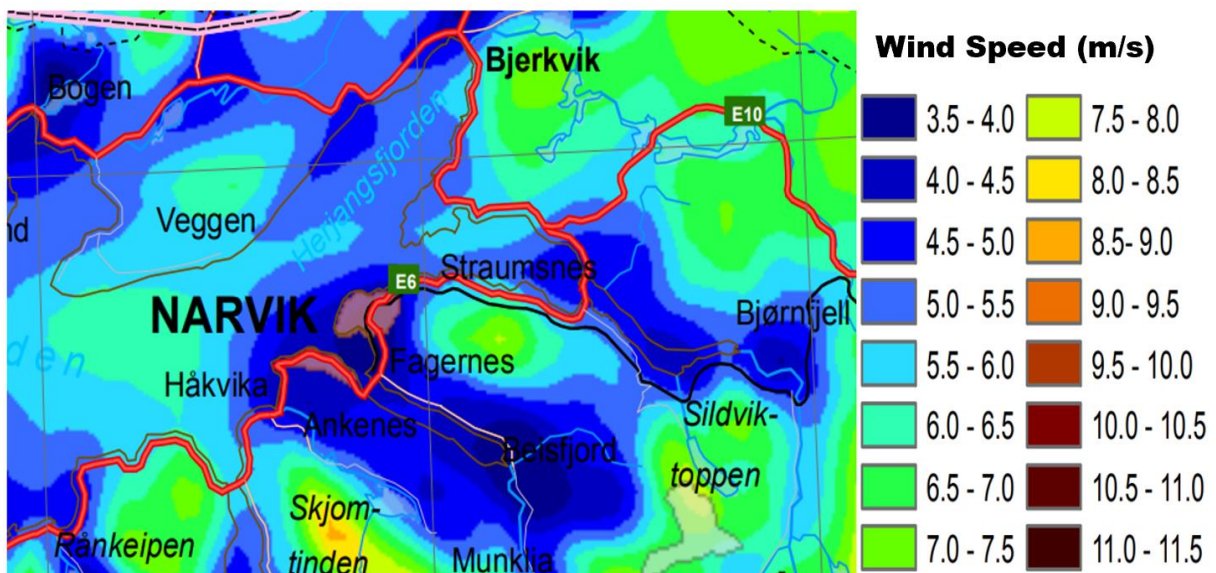 Bogen
Bjerkvik
E10
Herjangsfjorden
Veggen
nd
Straumsnes
E6
NARVIK
Bjørnfjell
den
Fagernes
Håkvika
Ankenes
Sildvik-
toppen
Beisfjord
Skjom-
tinden
Rånkeipen
Munklia
Wind Speed (m/s)
3.5 - 4.0
7.5 - 8.0
4.0 - 4.5
8.0 - 8.5
4.5 - 5.0
8.5- 9.0
5.0 - 5.5
9.0 - 9.5
5.5 - 6.0
9.5 - 10.0
6.0 - 6.5
10.0 - 10.5
6.5 - 7.0
10.5 - 11.0
7.0 - 7.5
11.0 - 11.5